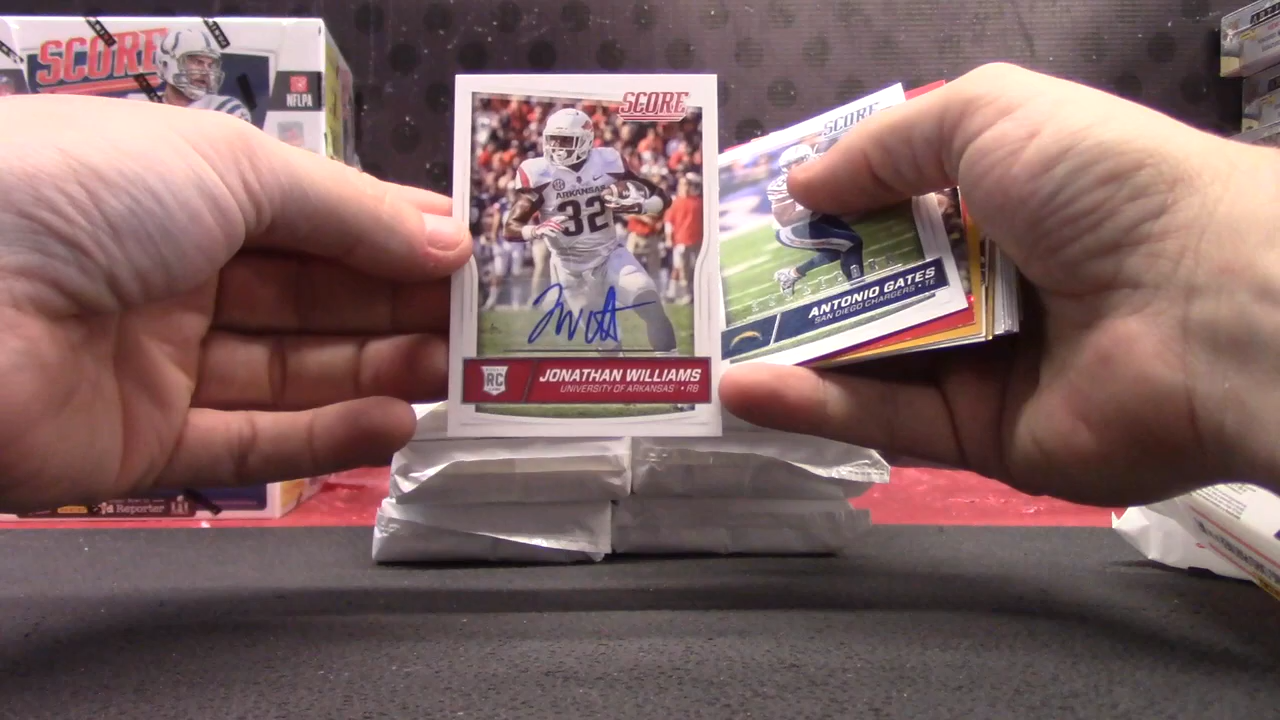 SCORE
NFLPA
SCORE
ARKANSAS
32
RC
JONATHAN WILLIAMS
UNIVERSITY OF ARKANSAS • RB
SCORE
ANTONIO GATES
SAN DIEGO CHARGERS • TE
Reporter